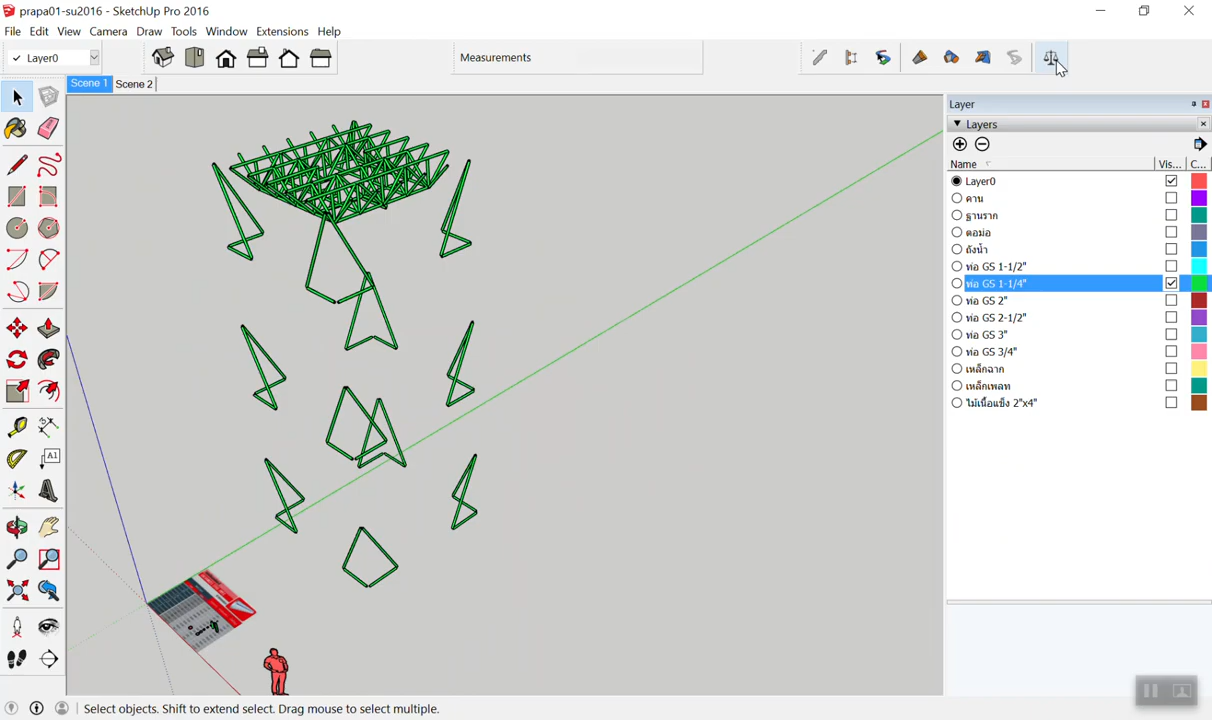 prapa01-su2016 - SketchUp Pro 2016
File Edit View Camera Draw Tools Window Extensions Help
✓ Layer0
Measurements
Scene 1 Scene 2
Layer
Layers
Name Vis... C...
Layer0
คาน
ฐานราก
ตอม่อ
ถังน้ำ
ท่อ GS 1-1/2"
ท่อ GS 1-1/4"
ท่อ GS 2"
ท่อ GS 2-1/2"
ท่อ GS 3"
ท่อ GS 3/4"
เหล็กฉาก
เหล็กเพลท
ไม้เนื้อแข็ง 2"x4"
A1
Select objects. Shift to extend select. Drag mouse to select multiple.